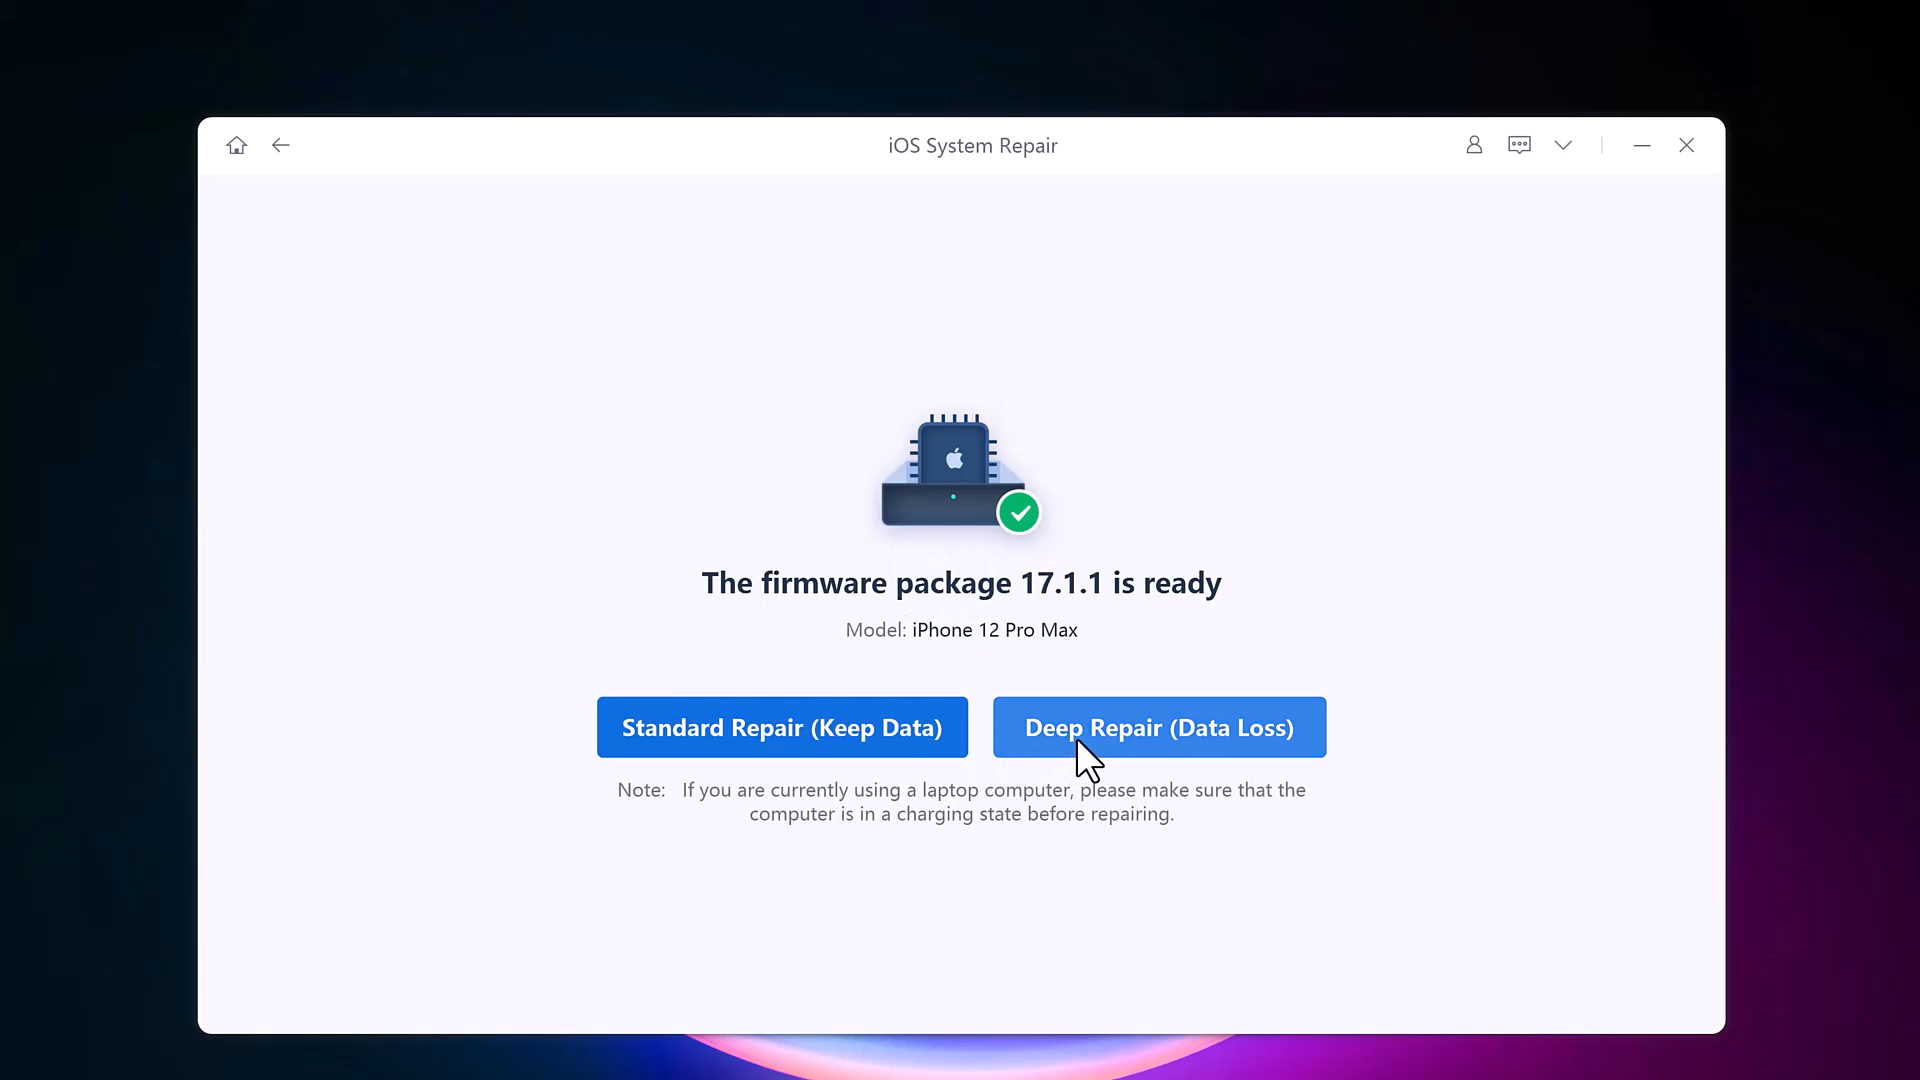 iOS System Repair
The firmware package 17.1.1 is ready
Model: iPhone 12 Pro Max
Standard Repair (Keep Data)
Deep Repair (Data Loss)
Note: If you are currently using a laptop computer, please make sure that the
computer is in a charging state before repairing.